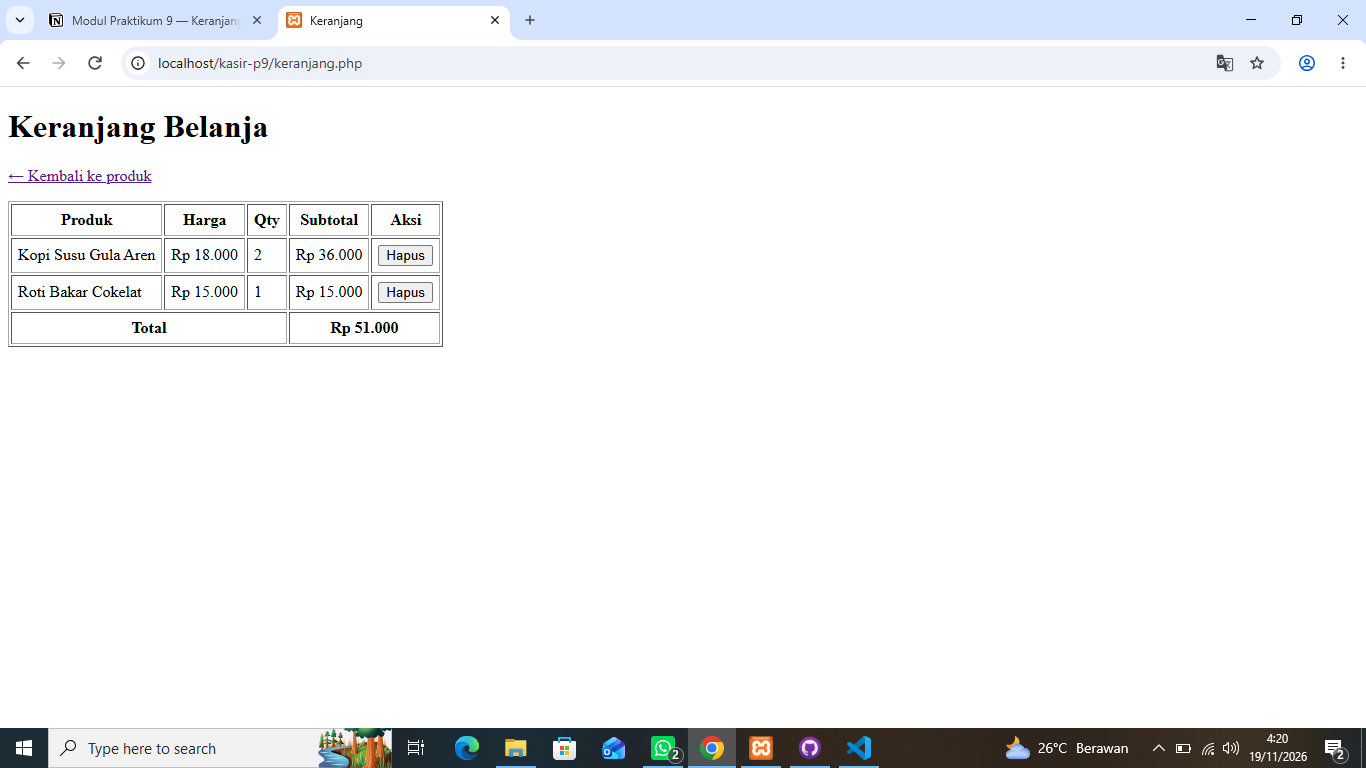 Modul Praktikum 9 — Keranjang
Keranjang
localhost/kasir-p9/keranjang.php
Keranjang Belanja
← Kembali ke produk
Produk Harga Qty Subtotal Aksi
Kopi Susu Gula Aren Rp 18.000 2 Rp 36.000 Hapus
Roti Bakar Cokelat Rp 15.000 1 Rp 15.000 Hapus
Total Rp 51.000
Type here to search
2
26°C Berawan
4:20
19/11/2026
2